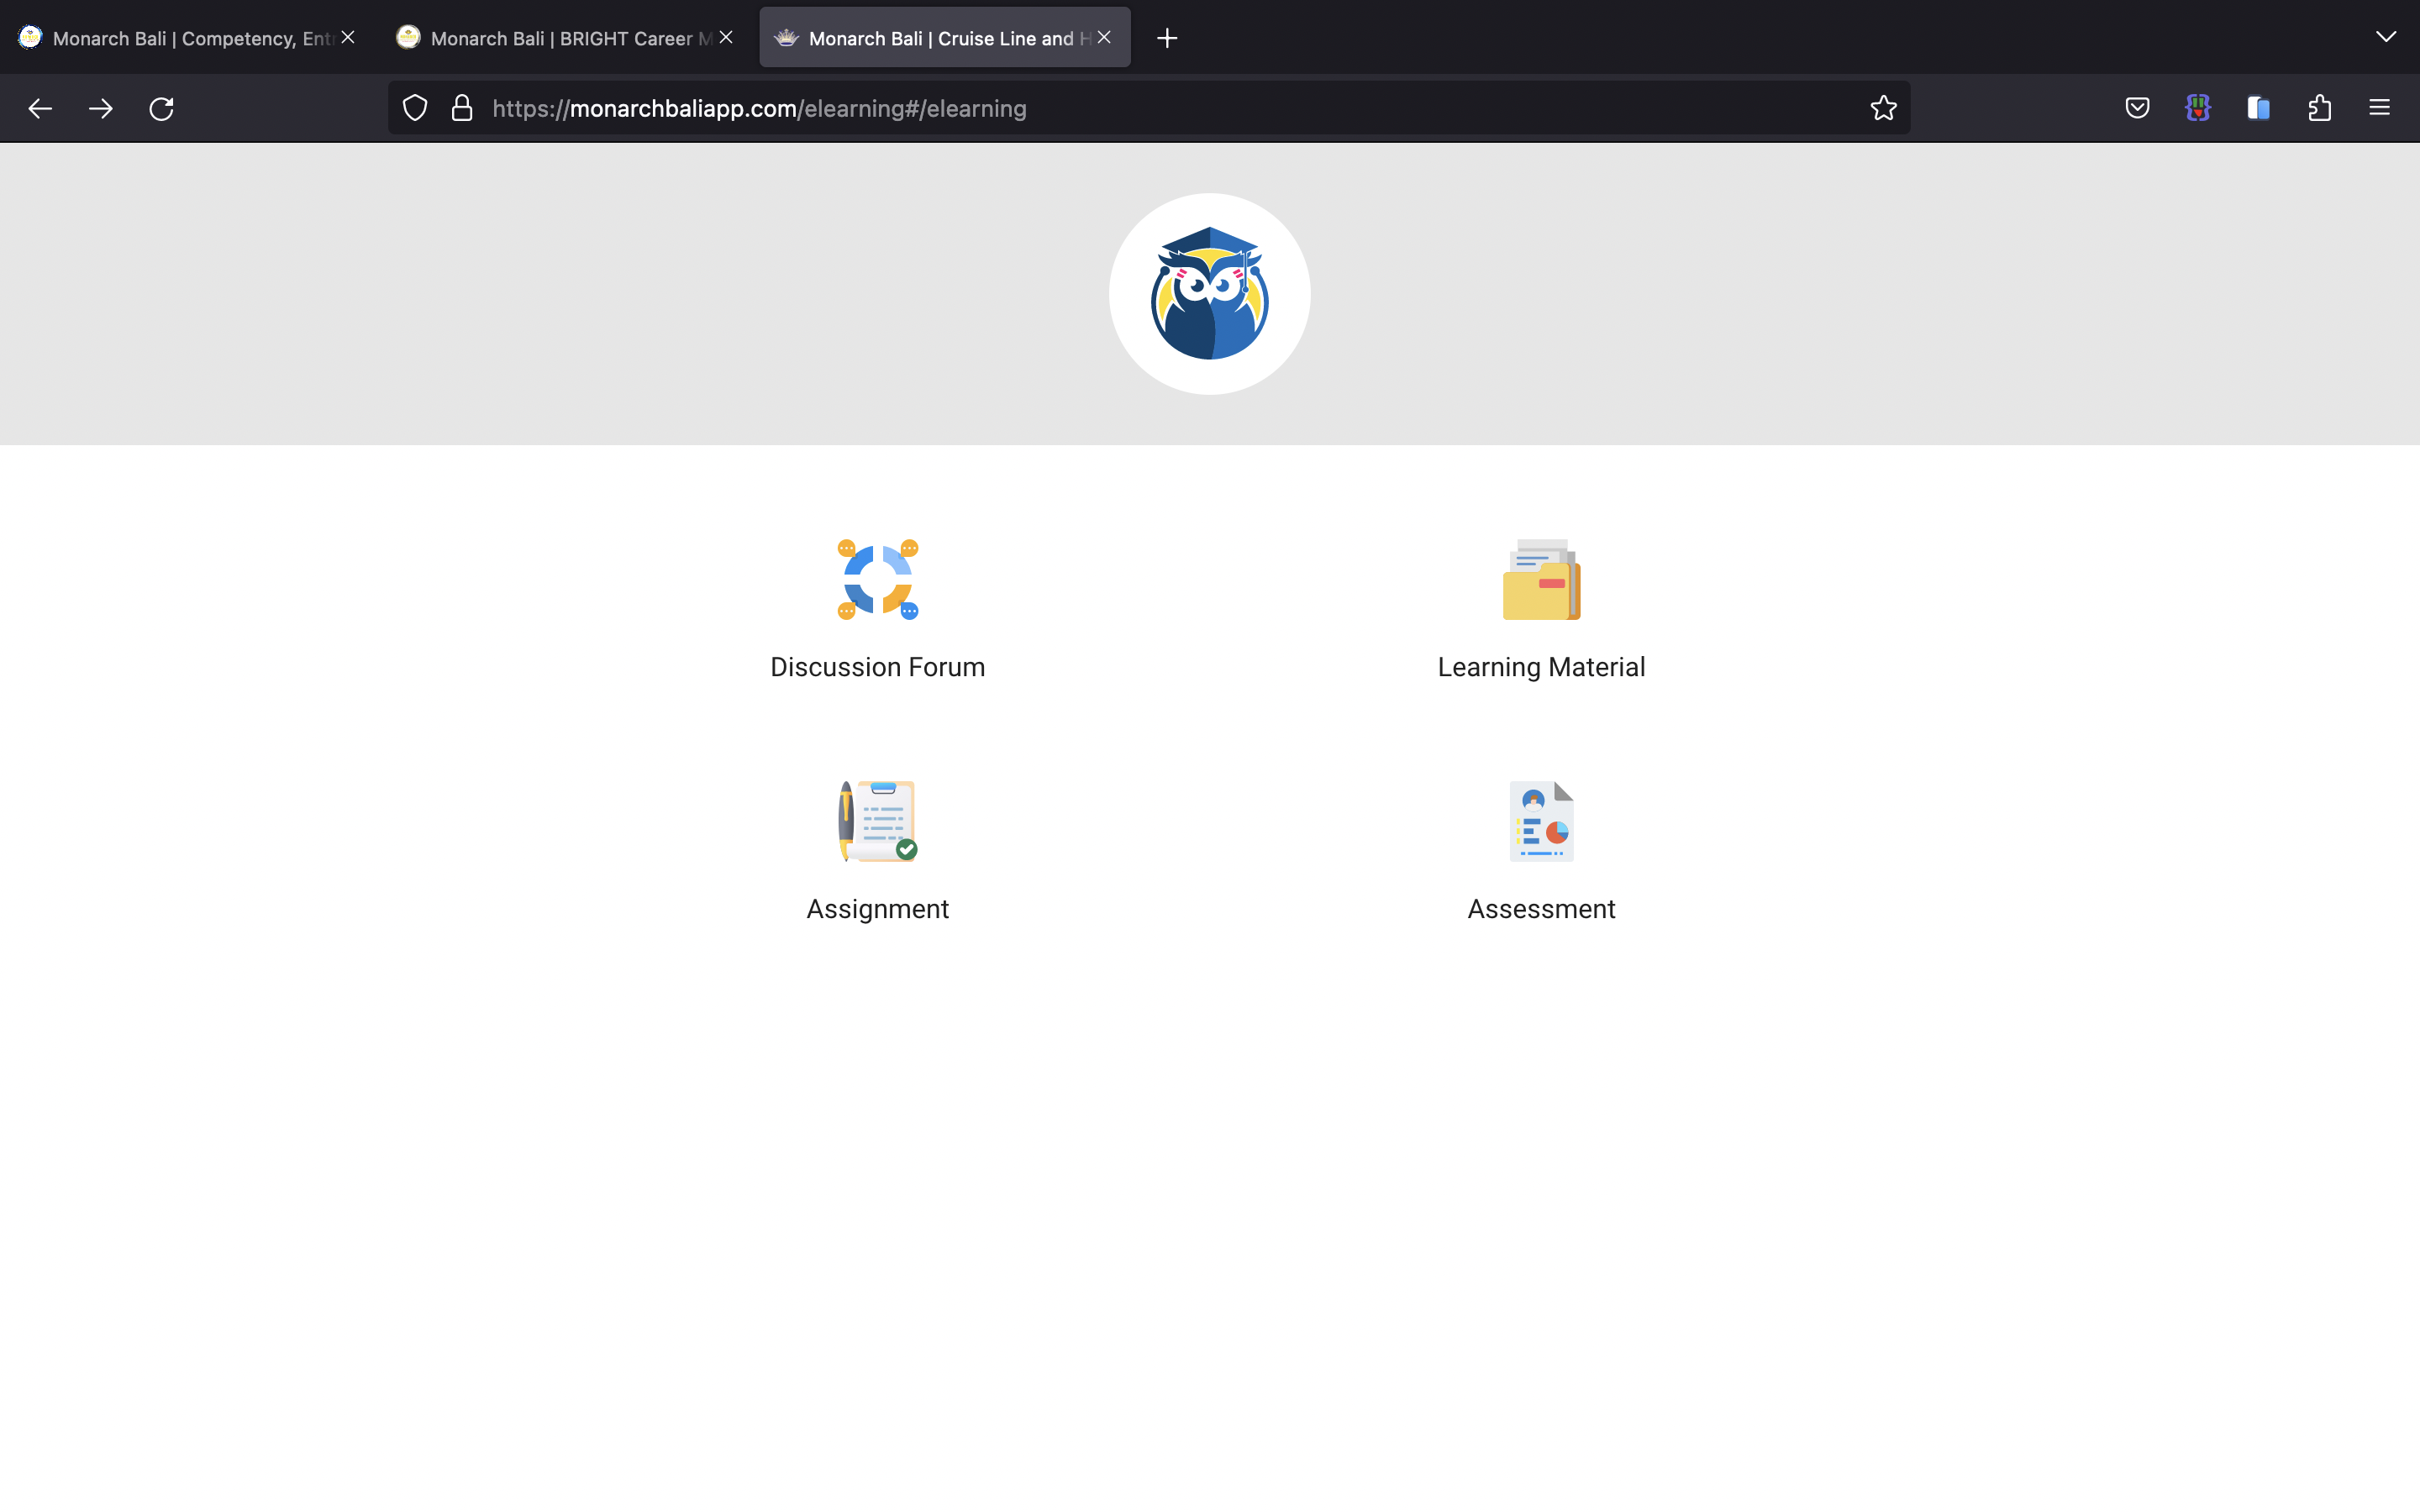 Monarch Bali | Competency, Ent
Monarch Bali | BRIGHT Career M
Monarch Bali | Cruise Line and H
https://monarchbaliapp.com/elearning#/elearning
Discussion Forum
Learning Material
Assignment
Assessment